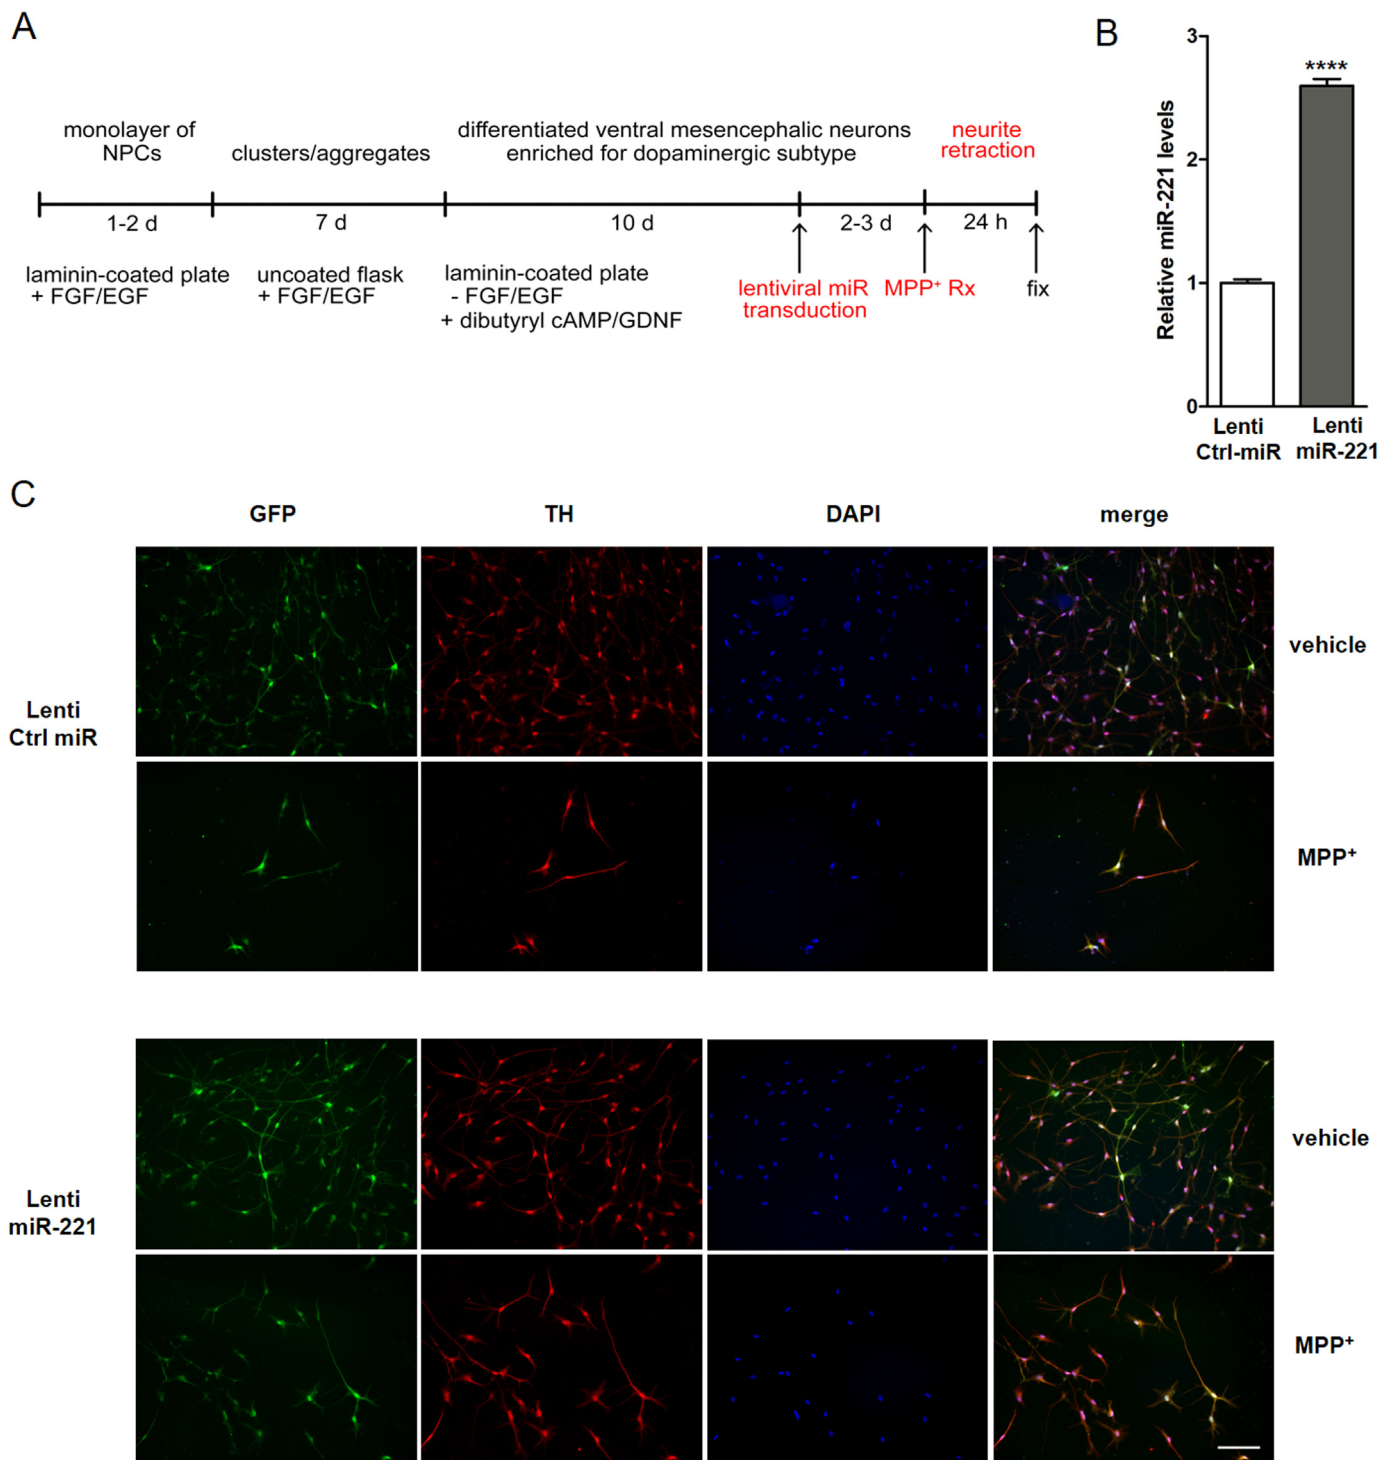 A
monolayer of
NPCs
clusters/aggregates
differentiated ventral mesencephalic neurons
enriched for dopaminergic subtype
neurite
retraction
1-2 d
7 d
10 d
2-3 d
24 h
laminin-coated plate
+ FGF/EGF
uncoated flask
+ FGF/EGF
laminin-coated plate
- FGF/EGF
+ dibutyryl cAMP/GDNF
lentiviral miR
transduction
MPP⁺ Rx
fix
B
Relative miR-221 levels
3
2
1
0
****
Lenti
Ctrl-miR
Lenti
miR-221
C
GFP
TH
DAPI
merge
Lenti
Ctrl miR
vehicle
MPP⁺
Lenti
miR-221
vehicle
MPP⁺